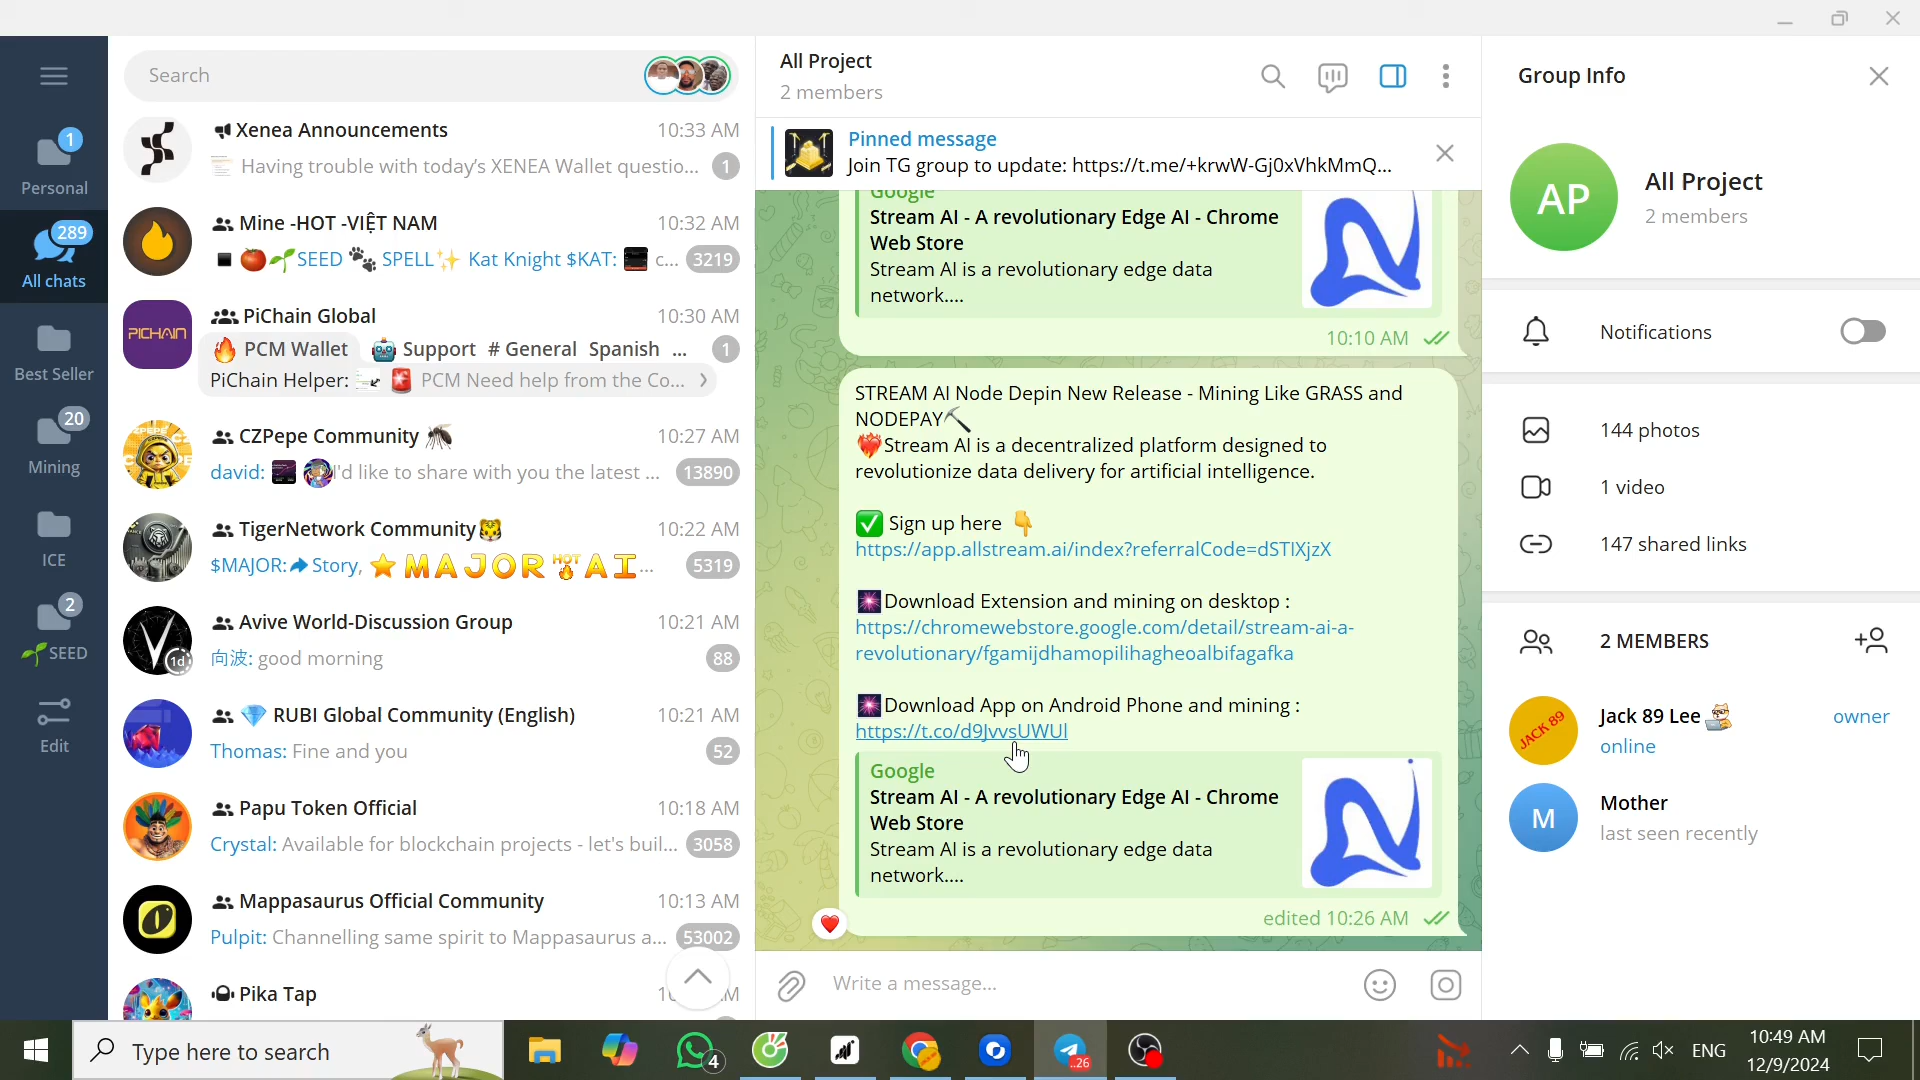 Search
Personal
1
All chats
289
Best Seller
Mining
20
ICE
SEED
2
Edit
Xenea Announcements 10:33 AM
Having trouble with today's XENEA Wallet questio... 1
Mine -HOT -VIỆT NAM 10:32 AM
SEED SPELL Kat Knight $KAT: c... 3219
PICHAIN
PiChain Global 10:30 AM
PCM Wallet Support # General Spanish ... 1
PiChain Helper: PCM Need help from the Co...
CZPepe Community 10:27 AM
david: I'd like to share with you the latest ... 13890
TigerNetwork Community 10:22 AM
$MAJOR: Story, MAJOR HOT AI... 5319
1d
Avive World-Discussion Group 10:21 AM
向波: good morning 88
RUBI Global Community (English) 10:21 AM
Thomas: Fine and you 52
Papu Token Official 10:18 AM
Crystal: Available for blockchain projects - let's buil... 3058
Mappasaurus Official Community 10:13 AM
Pulpit: Channelling same spirit to Mappasaurus a... 53002
Pika Tap
All Project
2 members
Pinned message
Join TG group to update: https://t.me/+krwW-Gj0xVhkMmQ...
Google
Stream AI - A revolutionary Edge AI - Chrome
Web Store
Stream AI is a revolutionary edge data
network....
10:10 AM
STREAM AI Node Depin New Release - Mining Like GRASS and
NODEPAY
Stream AI is a decentralized platform designed to
revolutionize data delivery for artificial intelligence.
Sign up here
https://app.allstream.ai/index?referralCode=dSTIXjzX
Download Extension and mining on desktop :
https://chromewebstore.google.com/detail/stream-ai-a-
revolutionary/fgamijdhamopilihagheoalbifagafka
Download App on Android Phone and mining :
https://t.co/d9JvvsUWUl
Google
Stream AI - A revolutionary Edge AI - Chrome
Web Store
Stream AI is a revolutionary edge data
network....
edited 10:26 AM
Write a message...
Group Info
AP
All Project
2 members
Notifications
144 photos
1 video
147 shared links
2 MEMBERS
JACK 89
Jack 89 Lee owner
online
M
Mother
last seen recently
Type here to search
4
..26
ENG
10:49 AM
12/9/2024